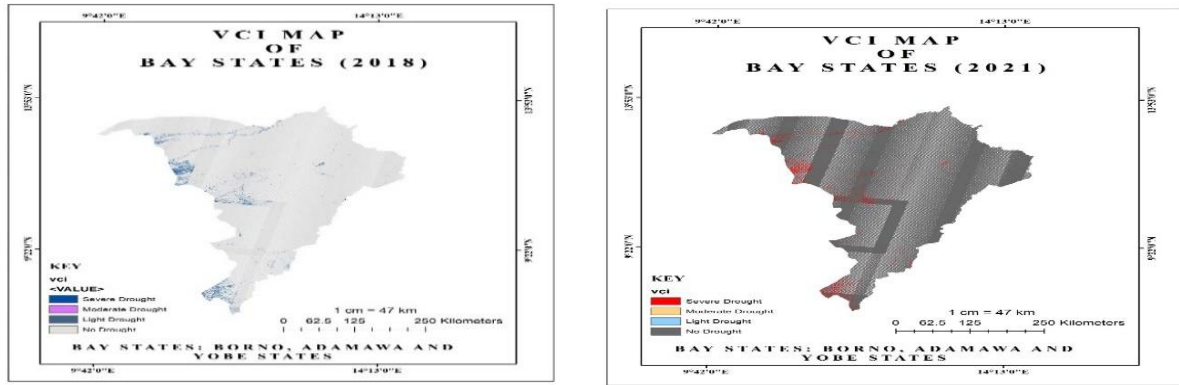 9°42'0"E 14°13'0"E
VCI MAP
OF
BAY STATES (2018)
KEY
vci
<VALUE>
Severe Drought
Moderate Drought
Light Drought
No Drought
1 cm = 47 km
0 62.5 125 250 Kilometers
BAY STATES: BORNO, ADAMAWA AND
YOBE STATES
9°42'0"E 14°13'0"E
9°42'0"E 14°13'0"E
VCI MAP
OF
BAY STATES (2021)
9°22'0"N
KEY
vci
Severe Drought
Moderate Drought
Light Drought
No Drought
1 cm = 47 km
0 62.5 125 250 Kilometers
BAY STATES: BORNO, ADAMAWA AND
YOBE STATES
9°42'0"E 14°13'0"E